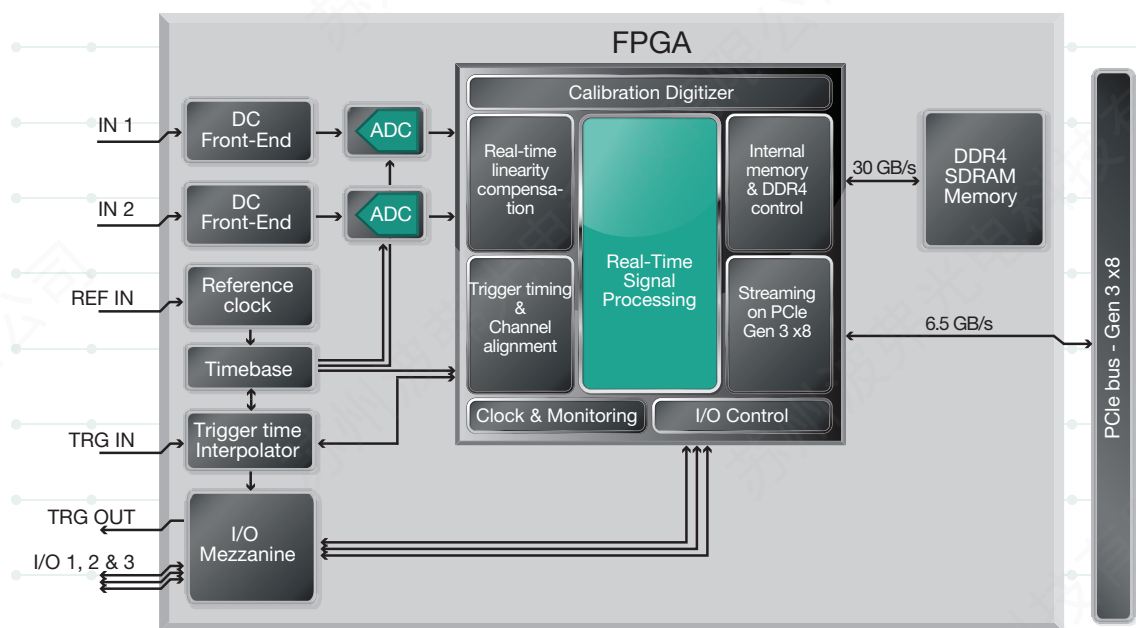 FPGA
Calibration Digitizer
IN 1
DC
Front-End
ADC
Real-time
linearity
compensa-
tion
Internal
memory
& DDR4
control
30 GB/s
DDR4
SDRAM
Memory
IN 2
DC
Front-End
ADC
Real-Time
Signal
Processing
REF IN
Reference
clock
Trigger timing
&
Channel
alignment
Streaming
on PCIe
Gen 3 x8
6.5 GB/s
PCIe bus - Gen 3 x8
Timebase
Clock & Monitoring
I/O Control
TRG IN
Trigger time
Interpolator
TRG OUT
I/O
Mezzanine
I/O 1, 2 & 3